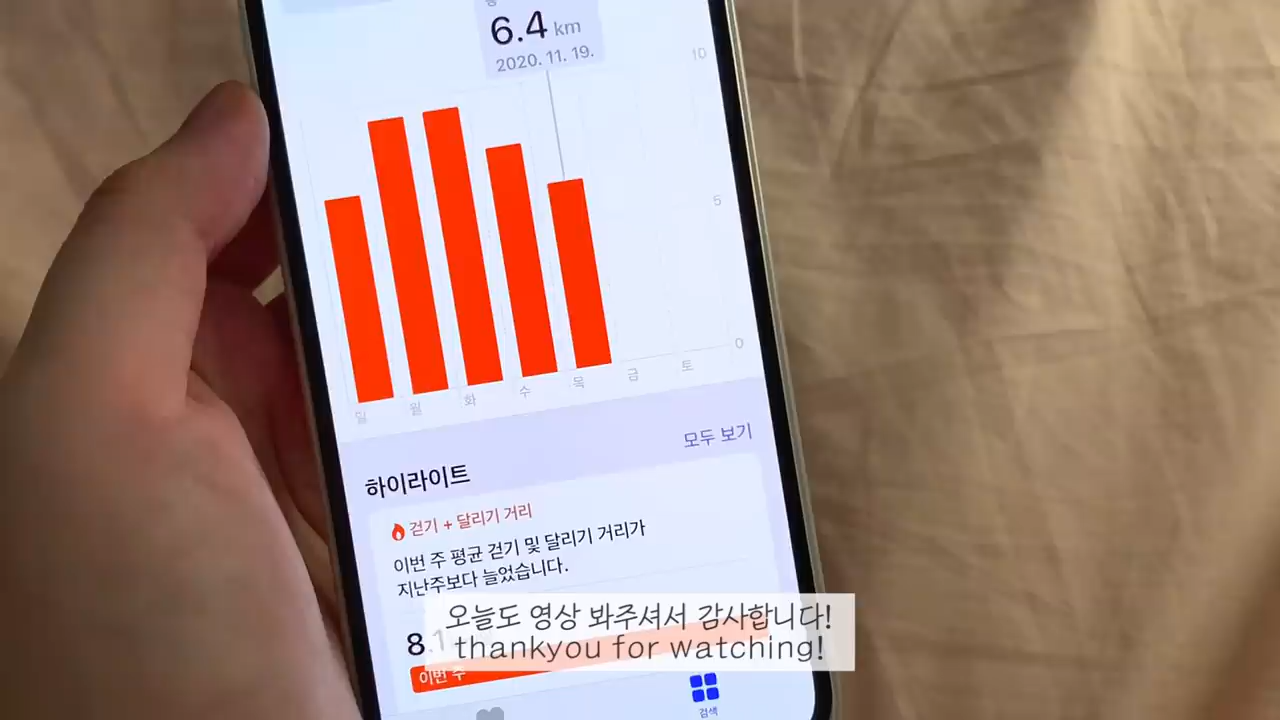 6.4 km
2020. 11. 19.
10
5
0
일 월 화 수 목 금 토
하이라이트
모두 보기
걷기 + 달리기 거리
이번 주 평균 걷기 및 달리기 거리가
지난주보다 늘었습니다.
8.1
이번 주
오늘도 영상 봐주셔서 감사합니다!
thankyou for watching!
검색